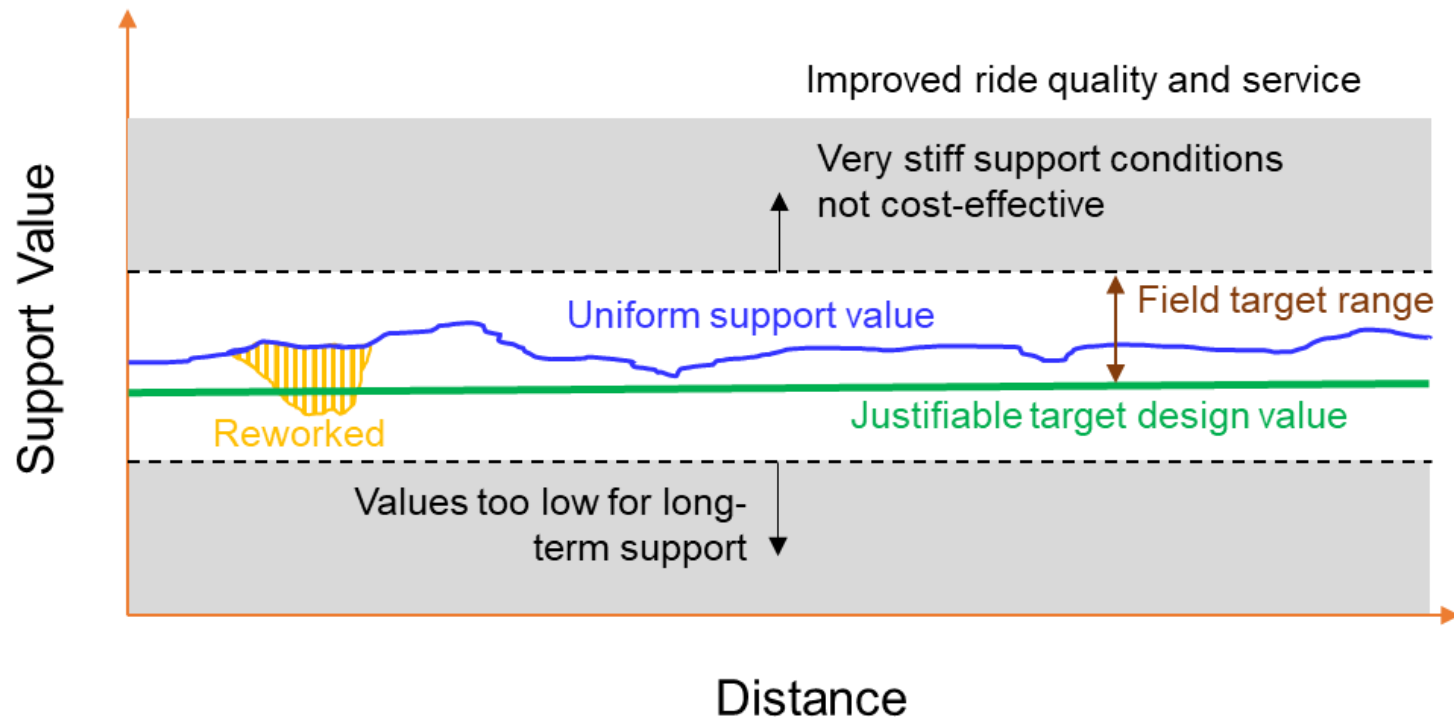 Improved ride quality and service
Very stiff support conditions
not cost-effective
Support Value
Field target range
Uniform support value
Justifiable target design value
Reworked
Values too low for long-
term support
Distance